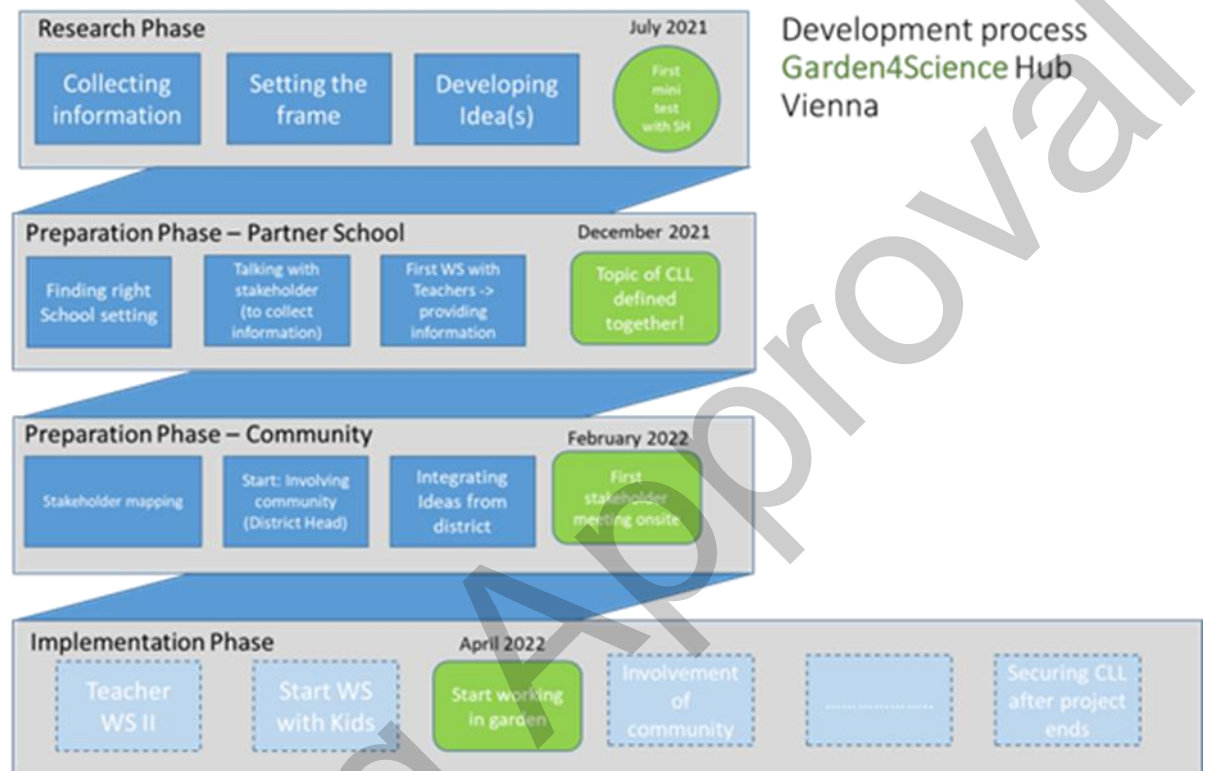 Research Phase
July 2021
Collecting
information
Setting the
frame
Developing
Idea(s)
First
mini
test
with SH
Development process
Garden4Science Hub
Vienna
Preparation Phase – Partner School
December 2021
Finding right
School setting
Talking with
stakeholder
(to collect
information)
First WS with
Teachers ->
providing
information
Topic of CLL
defined
together!
Preparation Phase – Community
February 2022
Stakeholder mapping
Start: Involving
community
(District Head)
Integrating
Ideas from
district
First
stakeholder
meeting onsite
Implementation Phase
April 2022
Teacher
WS II
Start WS
with Kids
Start working
in garden
Involvement
of
community
...................
Securing CLL
after project
ends
g Approval